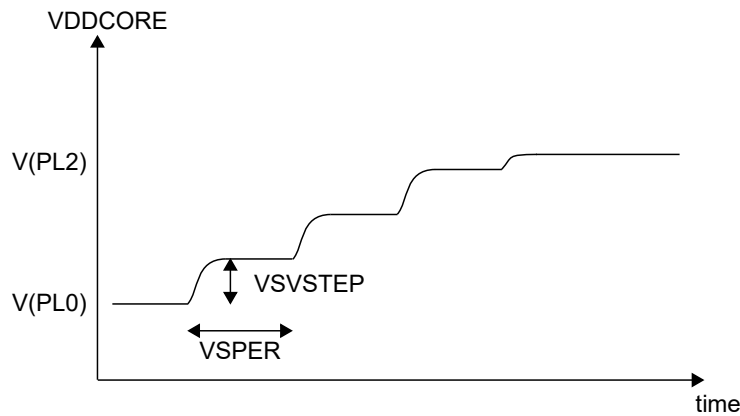 VDDCORE
V(PL2)
VSVSTEP
V(PL0)
VSPER
time